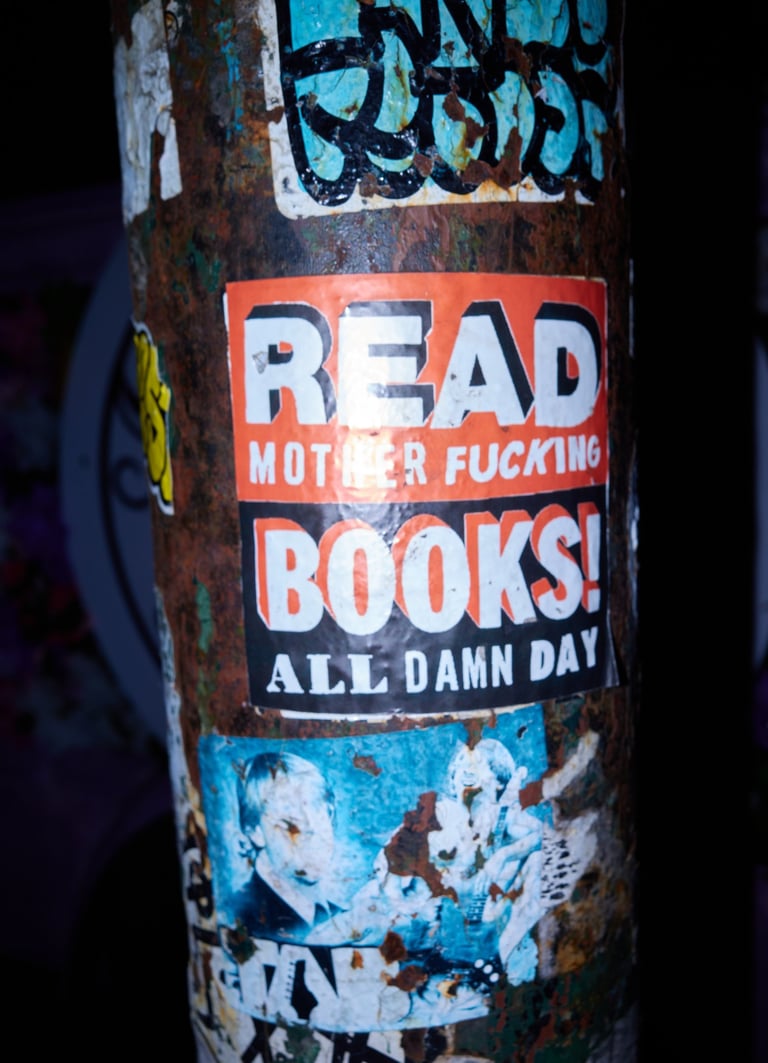 READ
MOTHER FUCKING
BOOKS!
ALL DAMN DAY